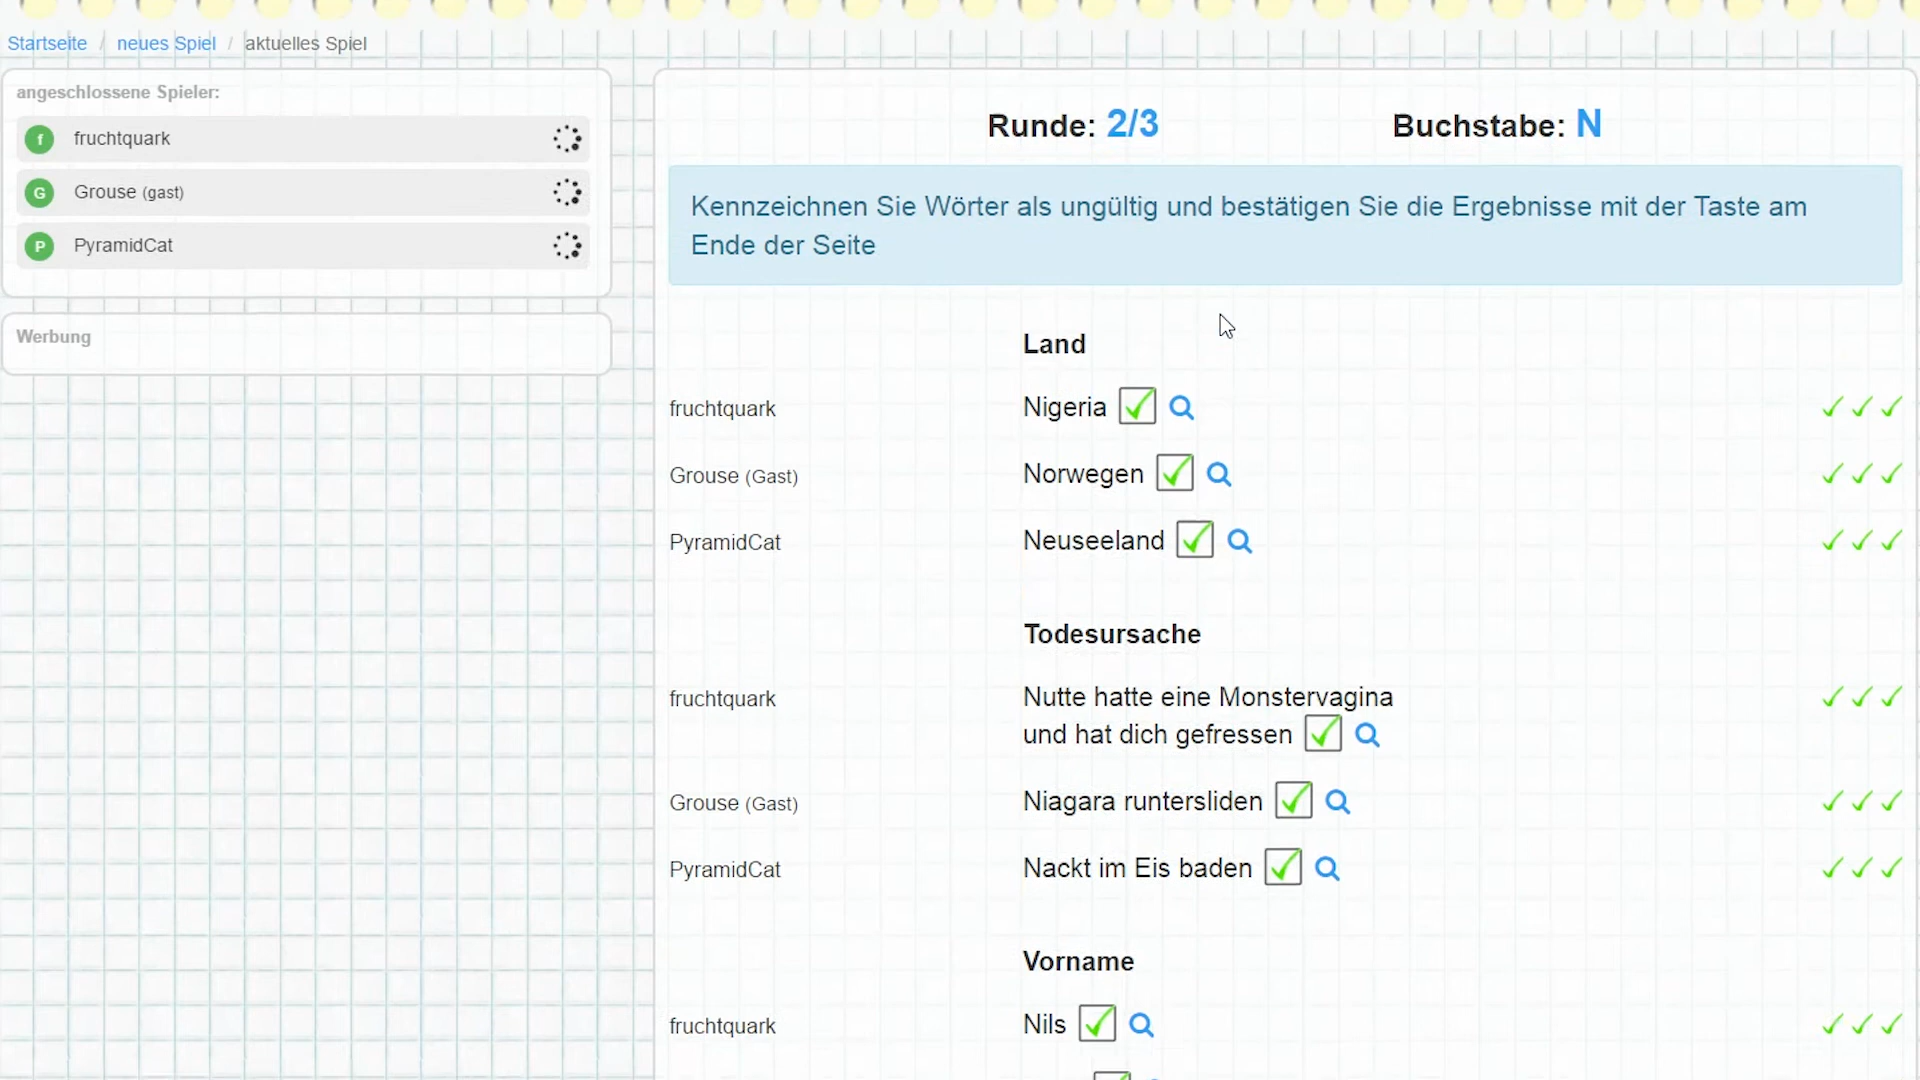 Startseite / neues Spiel / aktuelles Spiel
angeschlossene Spieler:
f fruchtquark
G Grouse (gast)
P PyramidCat
Werbung
Runde: 2/3 Buchstabe: N
Kennzeichnen Sie Wörter als ungültig und bestätigen Sie die Ergebnisse mit der Taste am
Ende der Seite
Land
fruchtquark Nigeria
Grouse (Gast) Norwegen
PyramidCat Neuseeland
Todesursache
fruchtquark Nutte hatte eine Monstervagina
und hat dich gefressen
Grouse (Gast) Niagara runtersliden
PyramidCat Nackt im Eis baden
Vorname
fruchtquark Nils